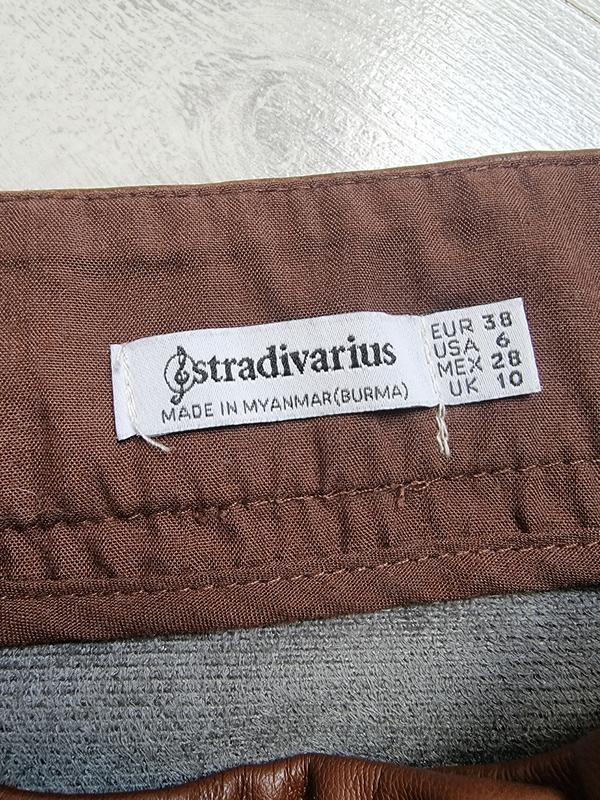 stradivarius
MADE IN MYANMAR(BURMA)
EUR 38
USA 6
MEX 28
UK 10